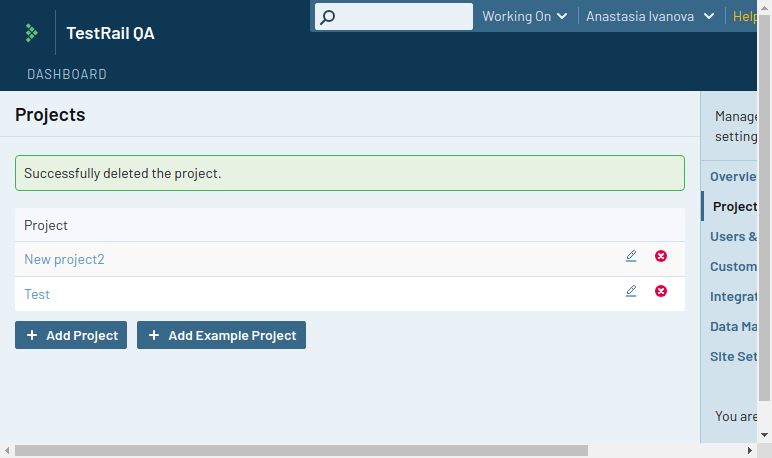 TestRail QA
Working On
Anastasia Ivanova
Help
DASHBOARD
Projects
Successfully deleted the project.
Project
New project2
Test
+ Add Project
+ Add Example Project
Manage
setting
Overvie
Project
Users &
Custom
Integrat
Data Ma
Site Set
You are